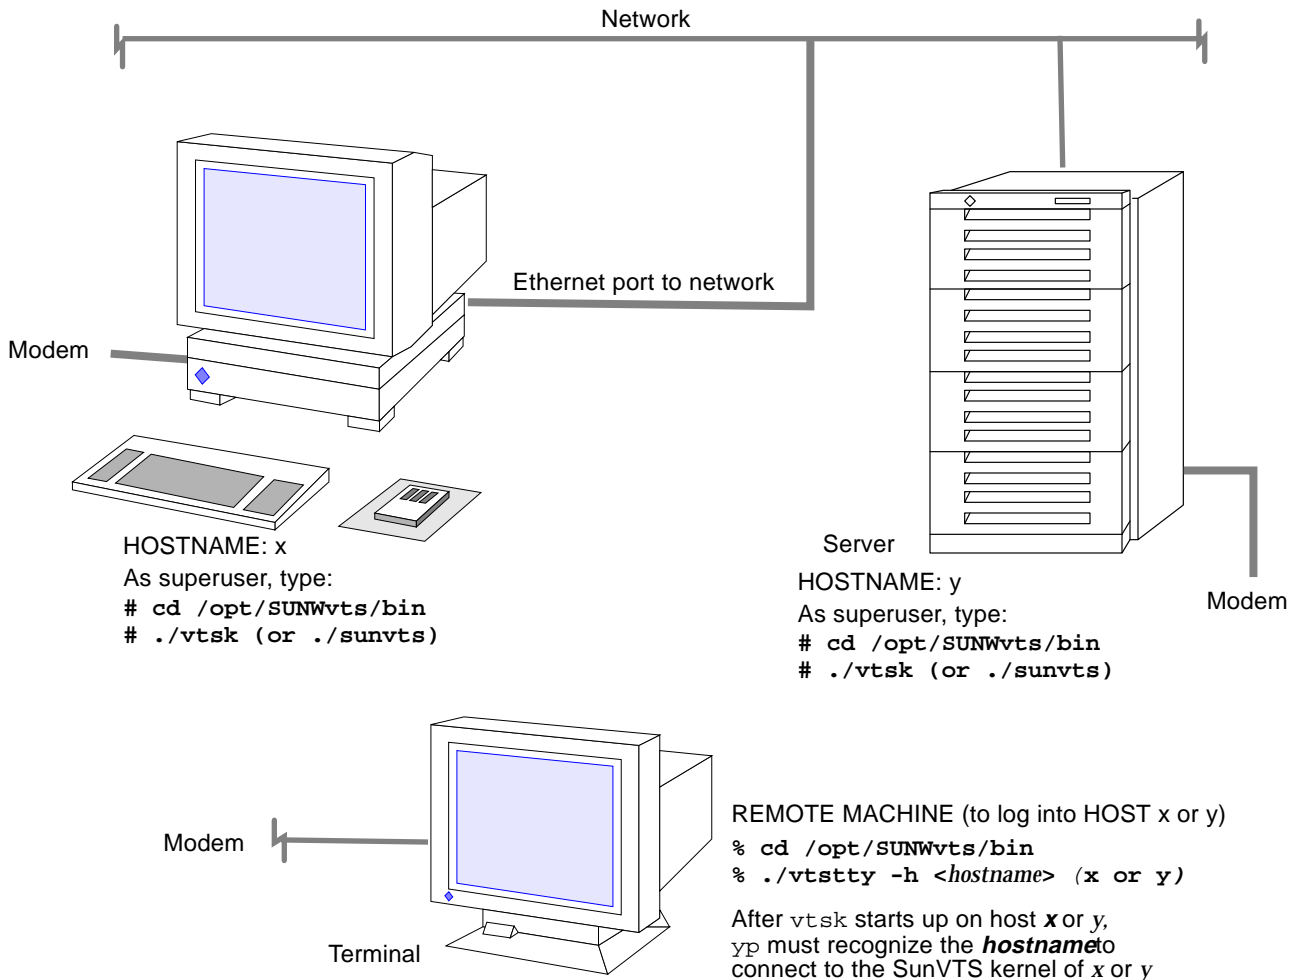 Network
Ethernet port to network
Modem
HOSTNAME: x
As superuser, type:
# cd /opt/SUNWvts/bin
# ./vtsk (or ./sunvts)
Server
HOSTNAME: y
As superuser, type:
# cd /opt/SUNWvts/bin
# ./vtsk (or ./sunvts)
Modem
Modem
Terminal
REMOTE MACHINE (to log into HOST x or y)
% cd /opt/SUNWvts/bin
% ./vtstty -h <hostname> (x or y)
After vtsk starts up on host x or y,
yp must recognize the hostnameto
connect to the SunVTS kernel of x or y